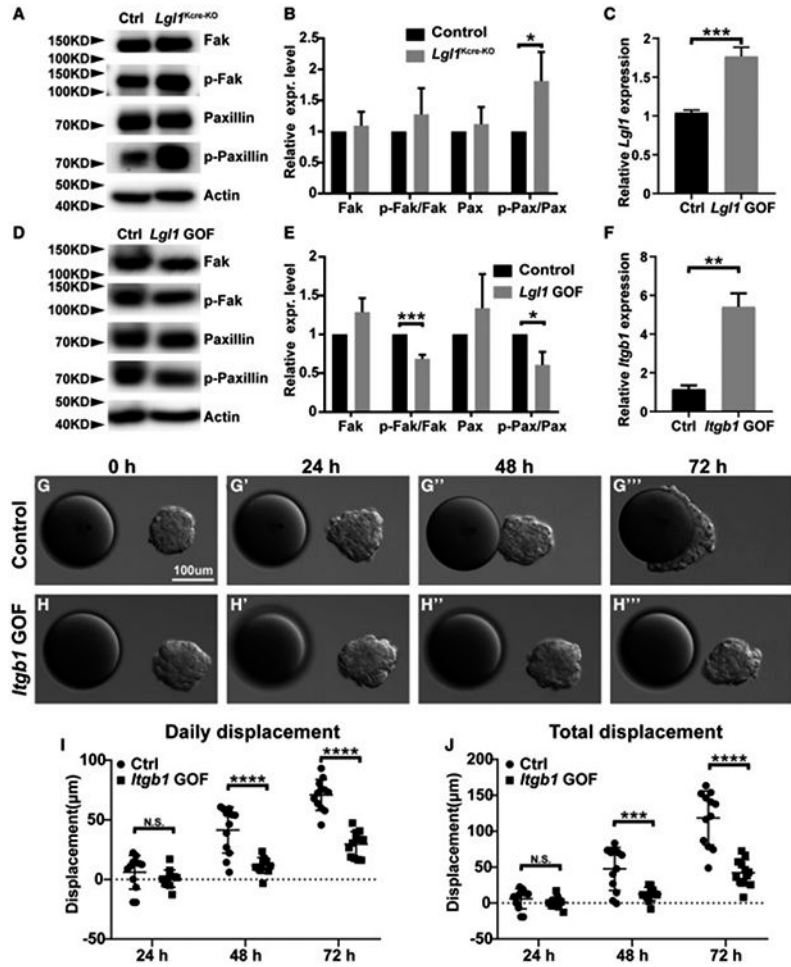 A
Ctrl Lgl1Kcre-KO
150KD
100KD
Fak
150KD
100KD
p-Fak
70KD
Paxillin
70KD
p-Paxillin
50KD
40KD
Actin
B
Relative expr. level
2.5
2
1.5
1
0.5
0
Control
Lgl1Kcre-KO
*
Fak p-Fak/Fak Pax p-Pax/Pax
C
Relative Lgl1 expression
2
1
0
***
Ctrl Lgl1 GOF
D
Ctrl Lgl1 GOF
150KD
100KD
Fak
150KD
100KD
p-Fak
70KD
Paxillin
70KD
p-Paxillin
50KD
40KD
Actin
E
Relative expr. level
2
1.5
1
0.5
0
Control
Lgl1 GOF
***
*
Fak p-Fak/Fak Pax p-Pax/Pax
F
Relative Itgb1 expression
8
6
4
2
0
**
Ctrl Itgb1 GOF
0 h 24 h 48 h 72 h
Control
G G' G'' G'''
100um
Itgb1 GOF
H H' H'' H'''
Daily displacement
I
Ctrl
Itgb1 GOF
Displacement(μm)
100
50
0
-50
N.S.
****
****
24 h 48 h 72 h
Total displacement
J
Ctrl
Itgb1 GOF
Displacement(μm)
200
150
100
50
0
-50
N.S.
***
****
24 h 48 h 72 h